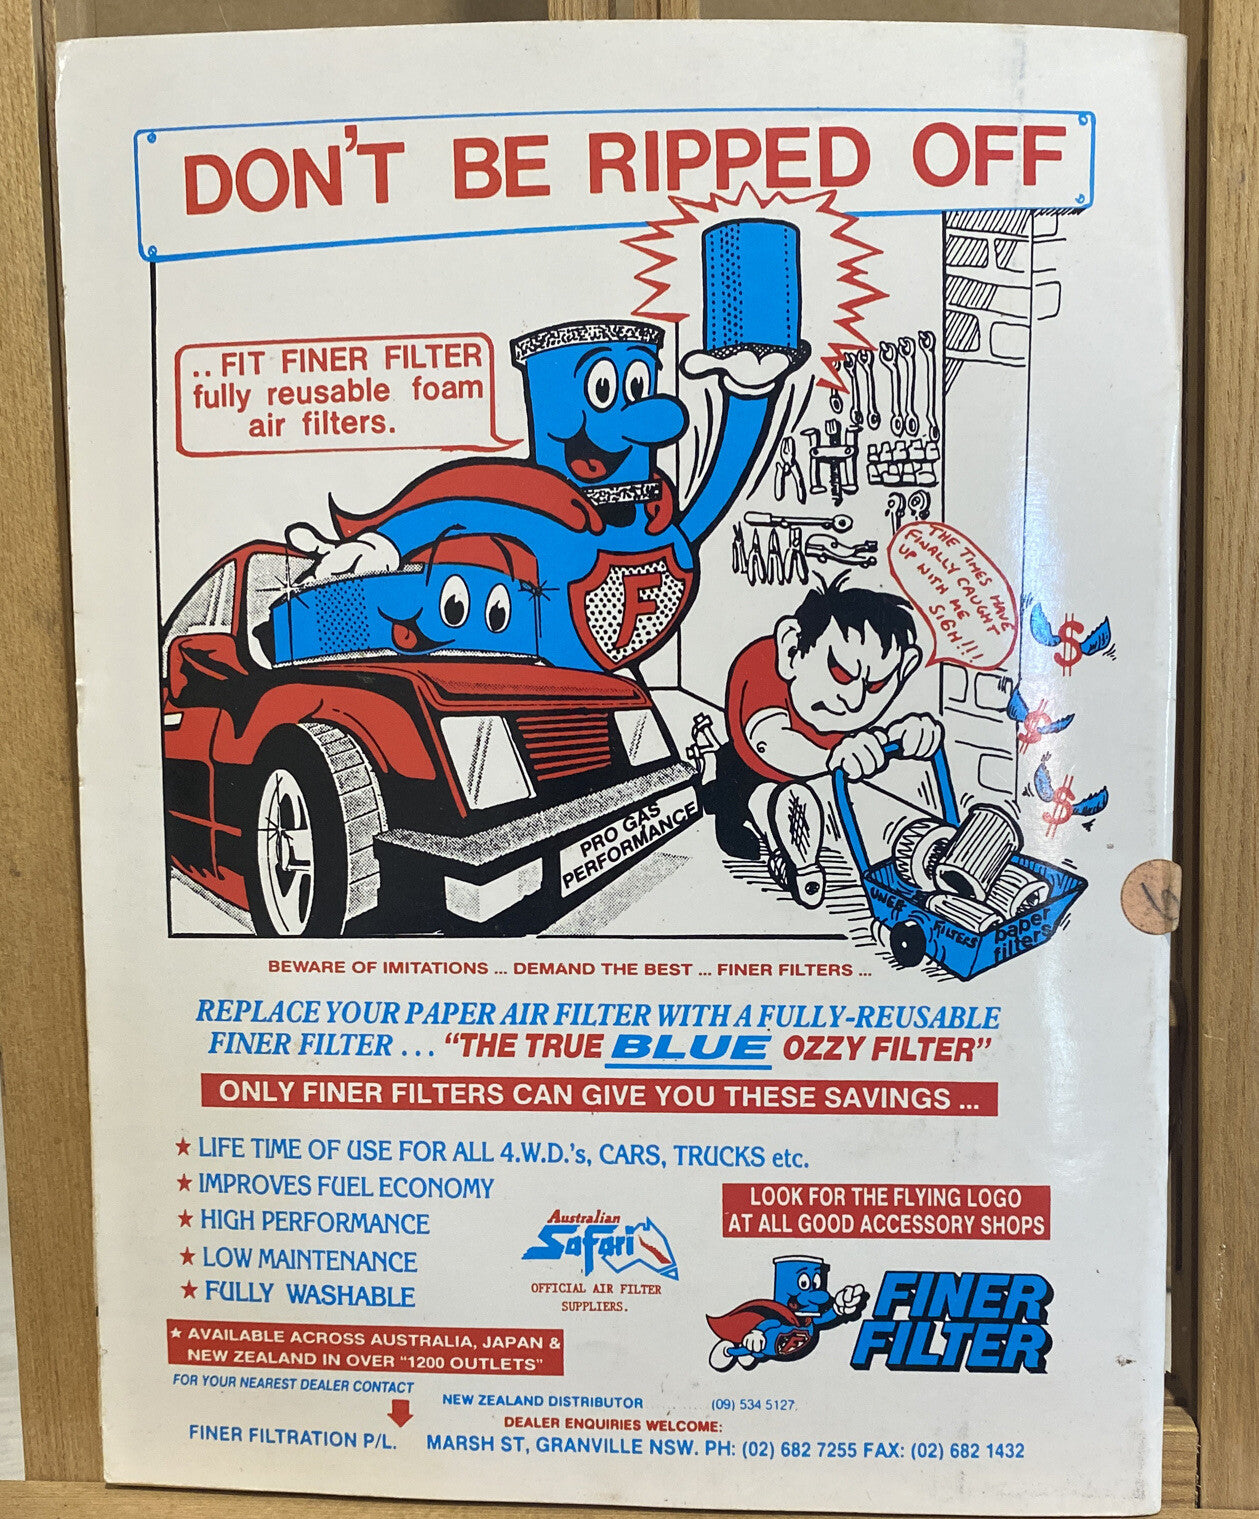 DON'T BE RIPPED OFF
..FIT FINER FILTER
fully reusable foam
air filters.
THE TIMES HAVE
FINALLY CAUGHT
UP WITH ME
SIGH!!!
$
$
$
F
PRO GAS
PERFORMANCE
FILTERS
baber
filters
BEWARE OF IMITATIONS ... DEMAND THE BEST ... FINER FILTERS ...
REPLACE YOUR PAPER AIR FILTER WITH A FULLY-REUSABLE
FINER FILTER ... "THE TRUE BLUE OZZY FILTER"
ONLY FINER FILTERS CAN GIVE YOU THESE SAVINGS ...
★ LIFE TIME OF USE FOR ALL 4.W.D.'s, CARS, TRUCKS etc.
★ IMPROVES FUEL ECONOMY
★ HIGH PERFORMANCE
★ LOW MAINTENANCE
★ FULLY WASHABLE
Australian
Safari
OFFICIAL AIR FILTER
SUPPLIERS.
LOOK FOR THE FLYING LOGO
AT ALL GOOD ACCESSORY SHOPS
F
FINER
FILTER
★ AVAILABLE ACROSS AUSTRALIA, JAPAN &
NEW ZEALAND IN OVER "1200 OUTLETS"
FOR YOUR NEAREST DEALER CONTACT
NEW ZEALAND DISTRIBUTOR ............ (09) 534 5127.
DEALER ENQUIRIES WELCOME:
FINER FILTRATION P/L. MARSH ST, GRANVILLE NSW. PH: (02) 682 7255 FAX: (02) 682 1432